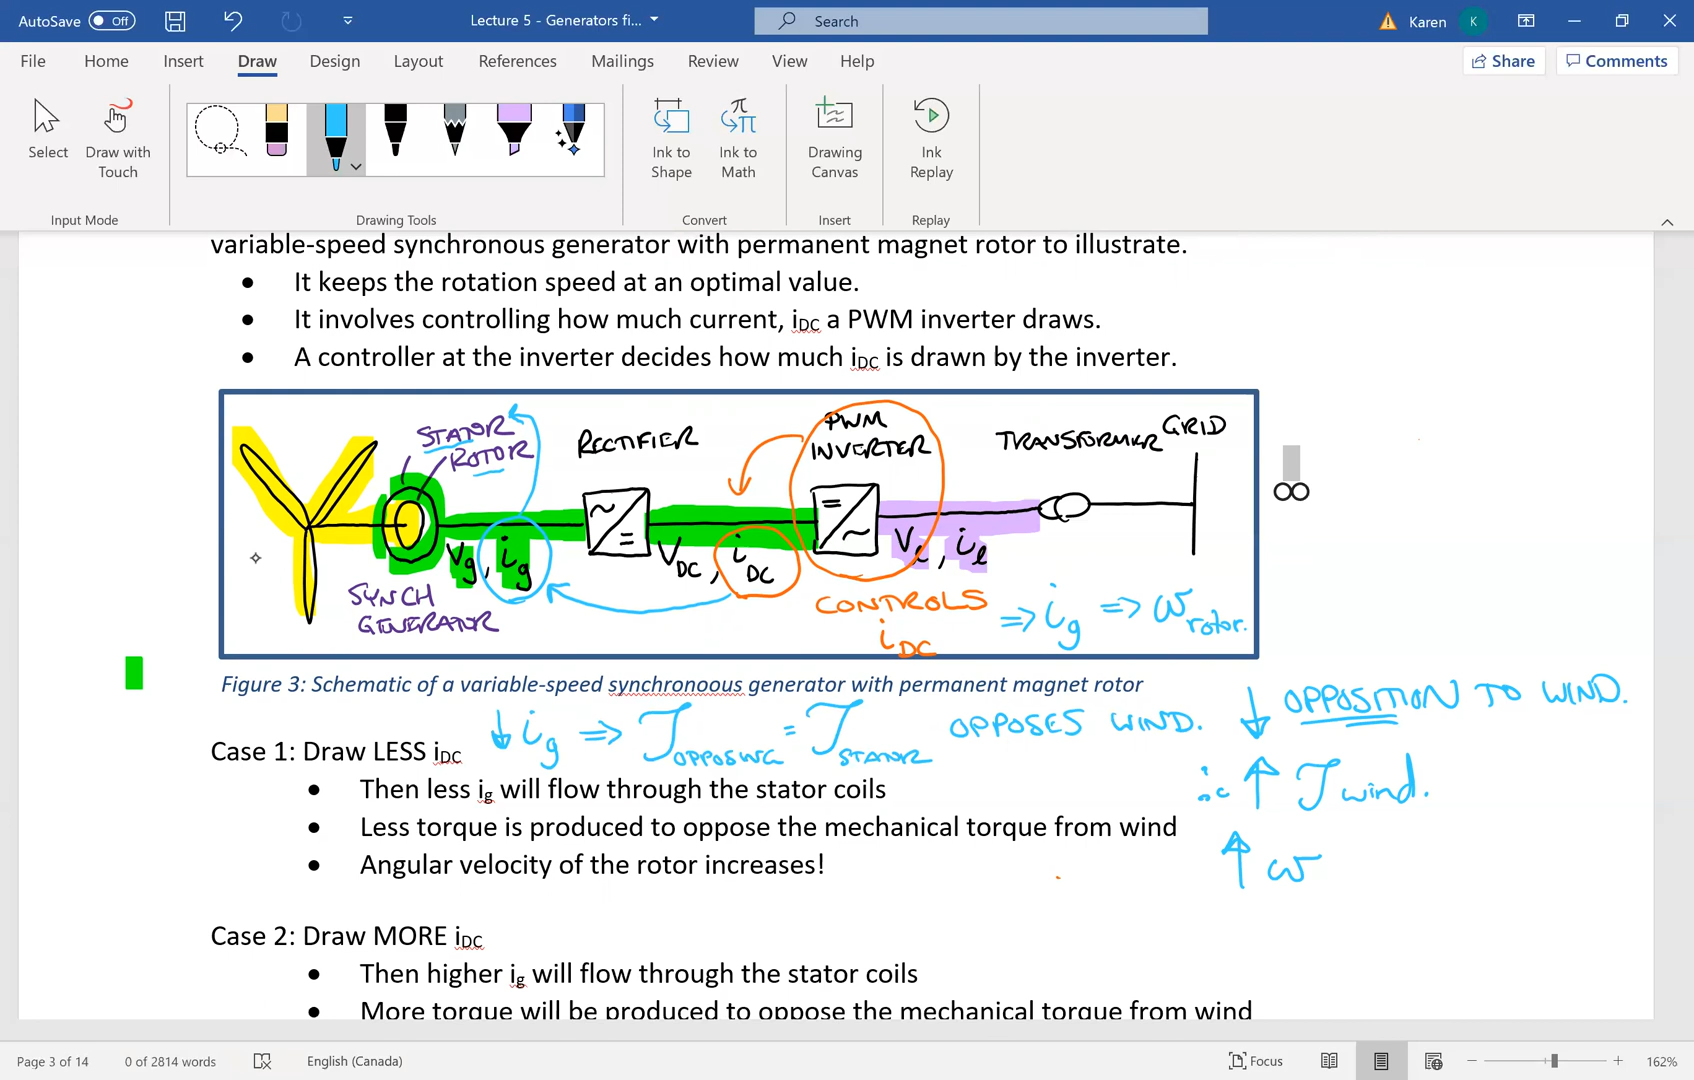 AutoSave Off Lecture 5 - Generators fi... Search Karen K
File Home Insert Draw Design Layout References Mailings Review View Help Share Comments
Select Draw with Touch Ink to Shape Ink to Math Drawing Canvas Ink Replay
Input Mode Drawing Tools Convert Insert Replay
variable-speed synchronous generator with permanent magnet rotor to illustrate.
• It keeps the rotation speed at an optimal value.
• It involves controlling how much current, iDC a PWM inverter draws.
• A controller at the inverter decides how much iDC is drawn by the inverter.
STATOR
ROTOR
RECTIFIER
PWM
INVERTER
TRANSFORMER
GRID
Vg, ig
VDC, iDC
Vl, il
SYNCH
GENERATOR
CONTROLS
iDC
⇒ ig ⇒ ω rotor.
Figure 3: Schematic of a variable-speed synchronoous generator with permanent magnet rotor
↓ ig ⇒ T OPPOSING = T STATOR OPPOSES WIND.
↓ OPPOSITION TO WIND.
∴ ↑ T wind.
↑ ω
Case 1: Draw LESS iDC
• Then less ig will flow through the stator coils
• Less torque is produced to oppose the mechanical torque from wind
• Angular velocity of the rotor increases!
Case 2: Draw MORE iDC
• Then higher ig will flow through the stator coils
• More torque will be produced to oppose the mechanical torque from wind
Page 3 of 14 0 of 2814 words English (Canada) Focus 162%